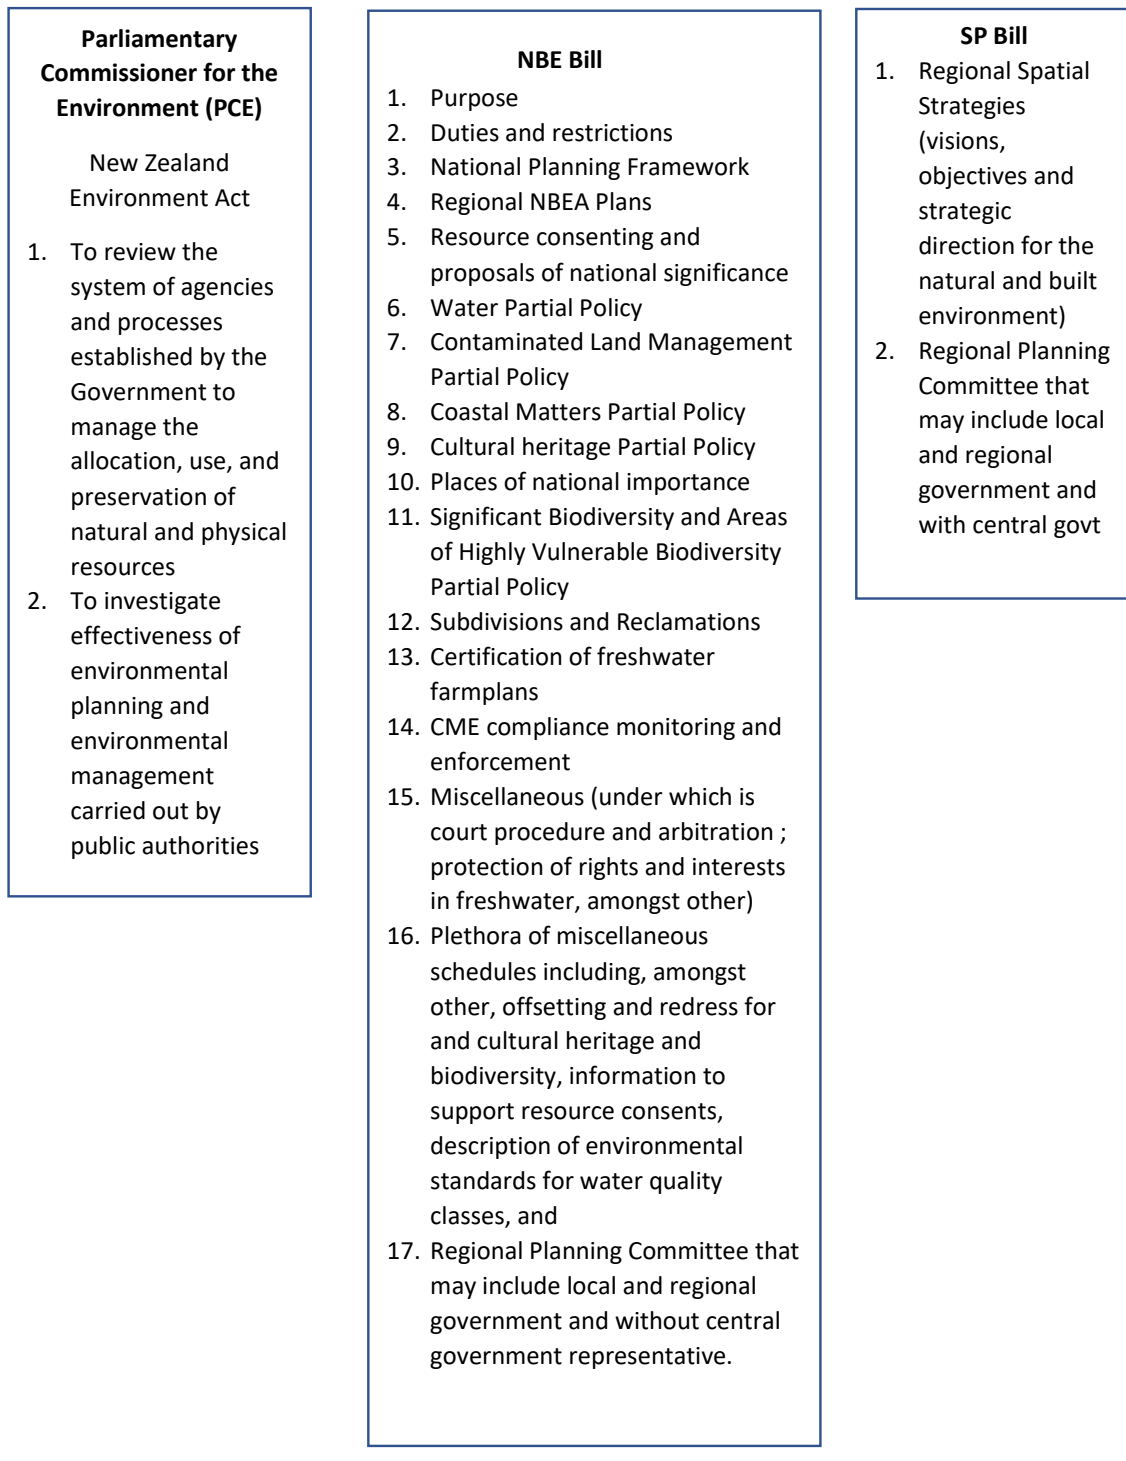 Parliamentary
Commissioner for the
Environment (PCE)
New Zealand
Environment Act
1. To review the
system of agencies
and processes
established by the
Government to
manage the
allocation, use, and
preservation of
natural and physical
resources
2. To investigate
effectiveness of
environmental
planning and
environmental
management
carried out by
public authorities
NBE Bill
1. Purpose
2. Duties and restrictions
3. National Planning Framework
4. Regional NBEA Plans
5. Resource consenting and
proposals of national significance
6. Water Partial Policy
7. Contaminated Land Management
Partial Policy
8. Coastal Matters Partial Policy
9. Cultural heritage Partial Policy
10. Places of national importance
11. Significant Biodiversity and Areas
of Highly Vulnerable Biodiversity
Partial Policy
12. Subdivisions and Reclamations
13. Certification of freshwater
farmplans
14. CME compliance monitoring and
enforcement
15. Miscellaneous (under which is
court procedure and arbitration ;
protection of rights and interests
in freshwater, amongst other)
16. Plethora of miscellaneous
schedules including, amongst
other, offsetting and redress for
and cultural heritage and
biodiversity, information to
support resource consents,
description of environmental
standards for water quality
classes, and
17. Regional Planning Committee that
may include local and regional
government and without central
government representative.
SP Bill
1. Regional Spatial
Strategies
(visions,
objectives and
strategic
direction for the
natural and built
environment)
2. Regional Planning
Committee that
may include local
and regional
government and
with central govt